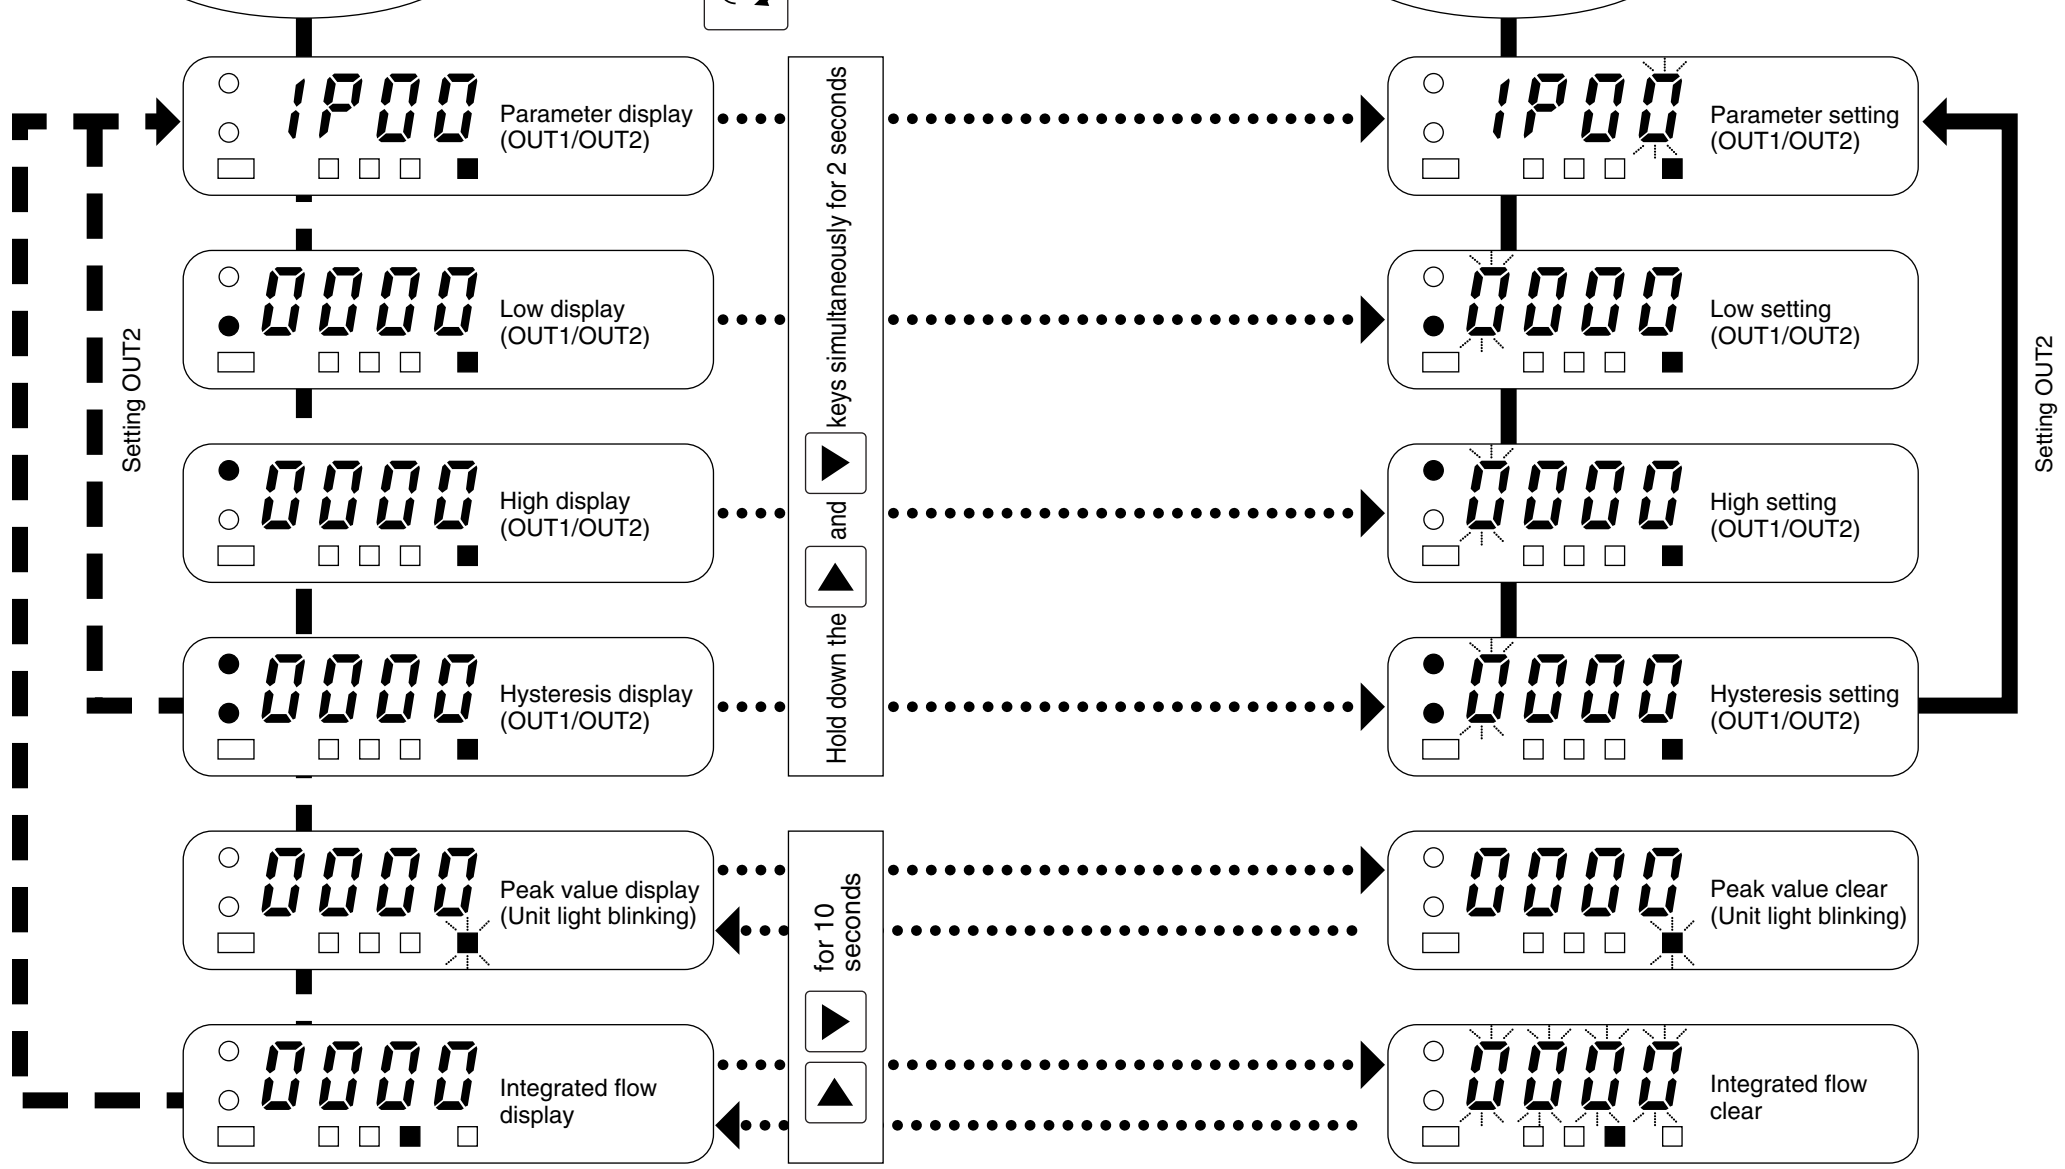 1P00
Parameter display
(OUT1/OUT2)
0000
Low display
(OUT1/OUT2)
0000
High display
(OUT1/OUT2)
0000
Hysteresis display
(OUT1/OUT2)
0000
Peak value display
(Unit light blinking)
0000
Integrated flow
display
Setting OUT2
Hold down the ▲ and ▼ keys simultaneously for 2 seconds
▲ ▼ for 10
seconds
1P00
Parameter setting
(OUT1/OUT2)
0000
Low setting
(OUT1/OUT2)
0000
High setting
(OUT1/OUT2)
0000
Hysteresis setting
(OUT1/OUT2)
0000
Peak value clear
(Unit light blinking)
0000
Integrated flow
clear
Setting OUT2